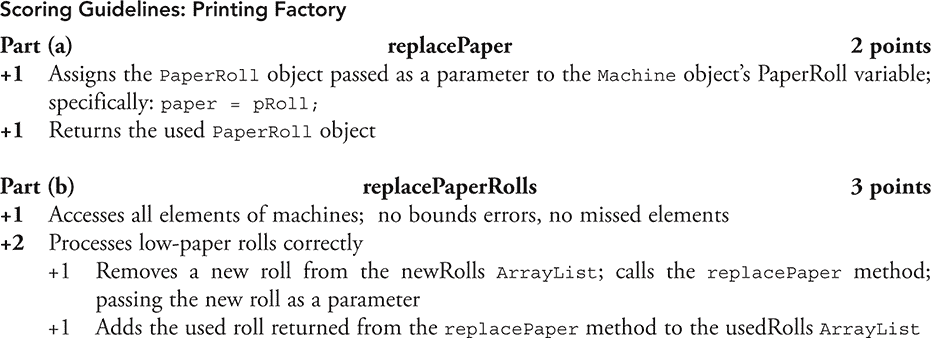 Scoring Guidelines: Printing Factory
Part (a) replacePaper 2 points
+1 Assigns the PaperRoll object passed as a parameter to the Machine object's PaperRoll variable;
specifically: paper = pRoll;
+1 Returns the used PaperRoll object
Part (b) replacePaperRolls 3 points
+1 Accesses all elements of machines; no bounds errors, no missed elements
+2 Processes low-paper rolls correctly
+1 Removes a new roll from the newRolls ArrayList; calls the replacePaper method;
passing the new roll as a parameter
+1 Adds the used roll returned from the replacePaper method to the usedRolls ArrayList